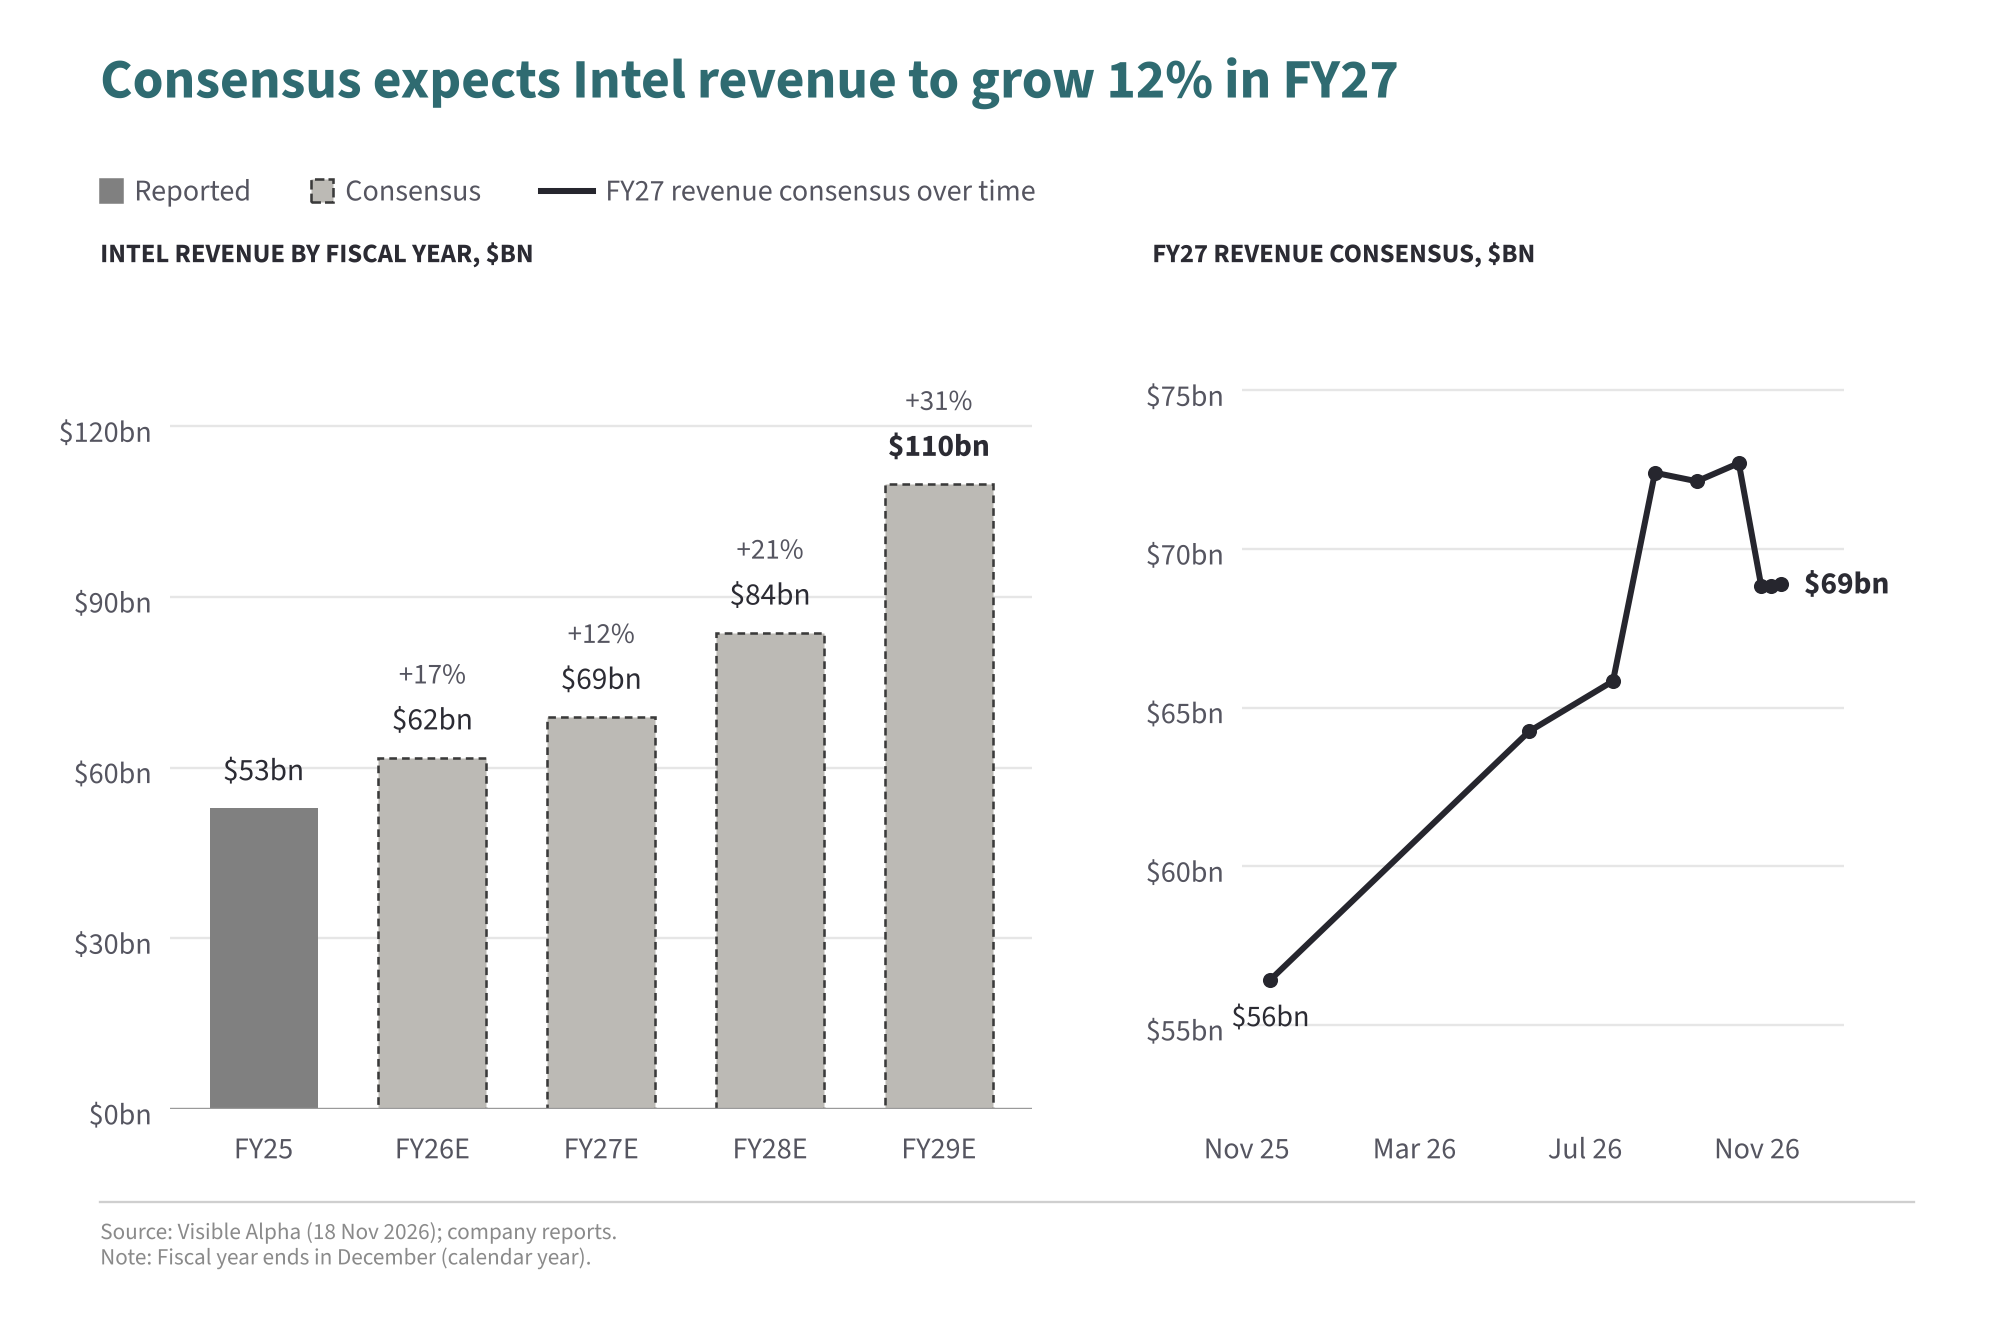 Consensus expects Intel revenue to grow 12% in FY27
Reported
Consensus
FY27 revenue consensus over time
INTEL REVENUE BY FISCAL YEAR, $BN
$120bn
$90bn
$60bn
$30bn
$0bn
$53bn
+17%
$62bn
+12%
$69bn
+21%
$84bn
+31%
$110bn
FY25
FY26E
FY27E
FY28E
FY29E
FY27 REVENUE CONSENSUS, $BN
$75bn
$70bn
$65bn
$60bn
$55bn
$56bn
$69bn
Nov 25
Mar 26
Jul 26
Nov 26
Source: Visible Alpha (18 Nov 2026); company reports.
Note: Fiscal year ends in December (calendar year).